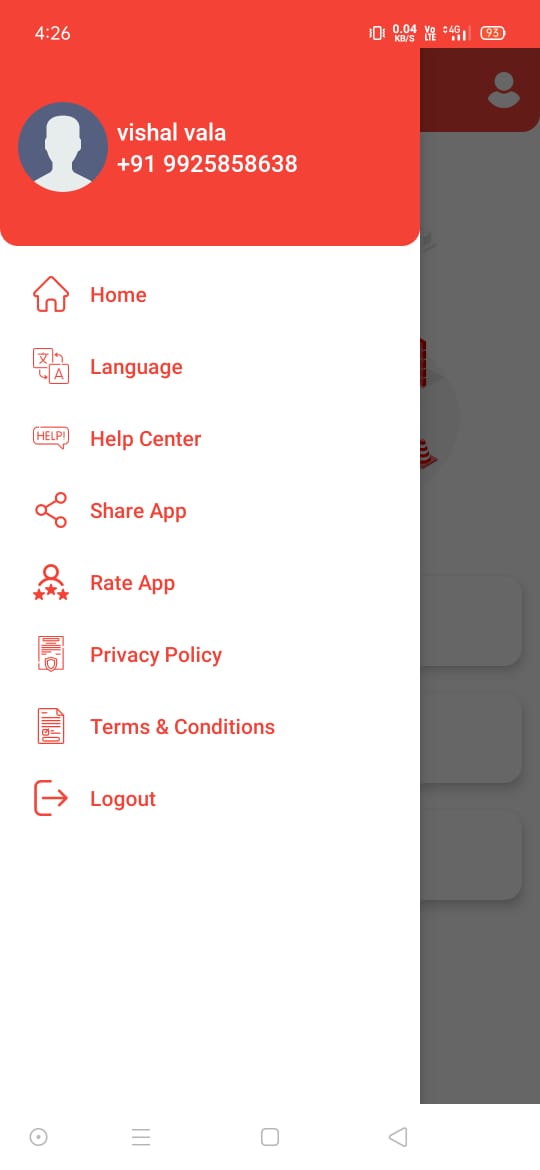 4:26
0.04 KB/S
Vo LTE
4G
93
vishal vala
+91 9925858638
Home
文 A
Language
HELP!
Help Center
Share App
Rate App
Privacy Policy
Terms & Conditions
Logout